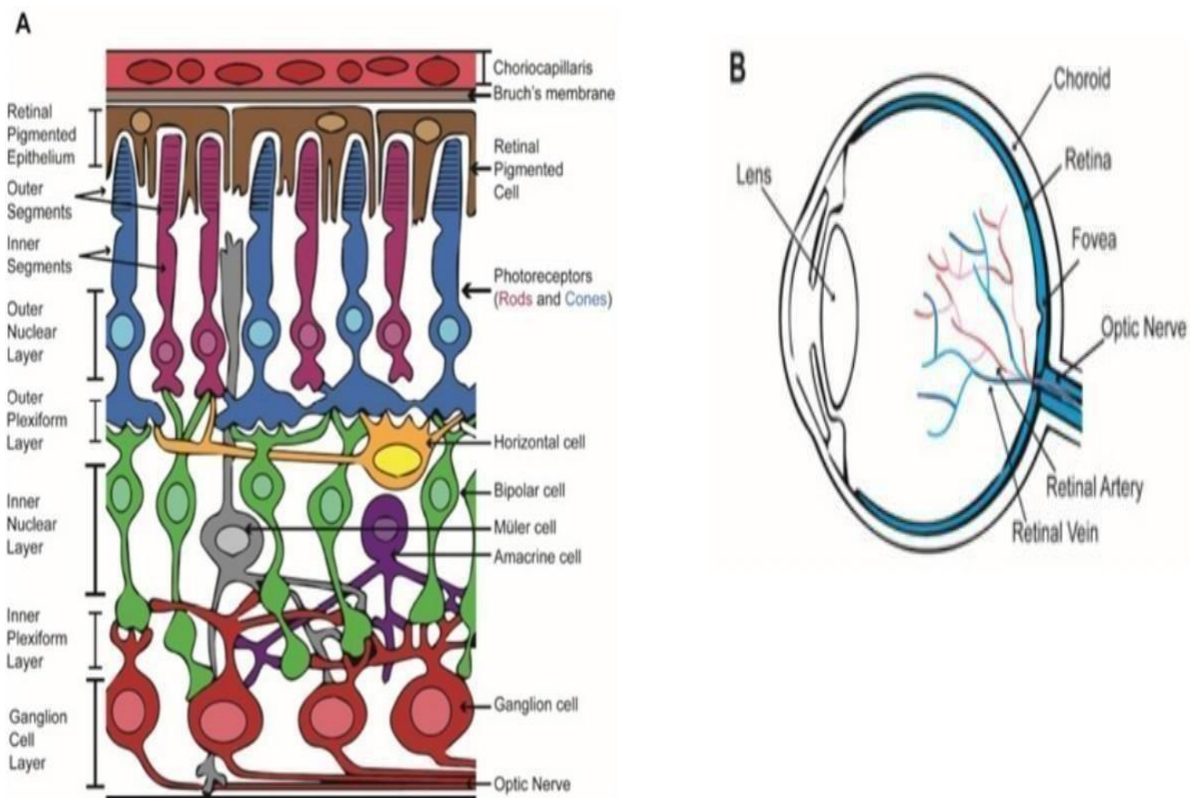 A
Choriocapillaris
Bruch's membrane
Retinal
Pigmented
Epithelium
Retinal
Pigmented
Cell
Outer
Segments
Inner
Segments
Photoreceptors
(Rods and Cones)
Outer
Nuclear
Layer
Outer
Plexiform
Layer
Horizontal cell
Bipolar cell
Inner
Nuclear
Layer
Müler cell
Amacrine cell
Inner
Plexiform
Layer
Ganglion cell
Ganglion
Cell
Layer
Optic Nerve
B
Choroid
Retina
Lens
Fovea
Optic Nerve
Retinal Artery
Retinal Vein